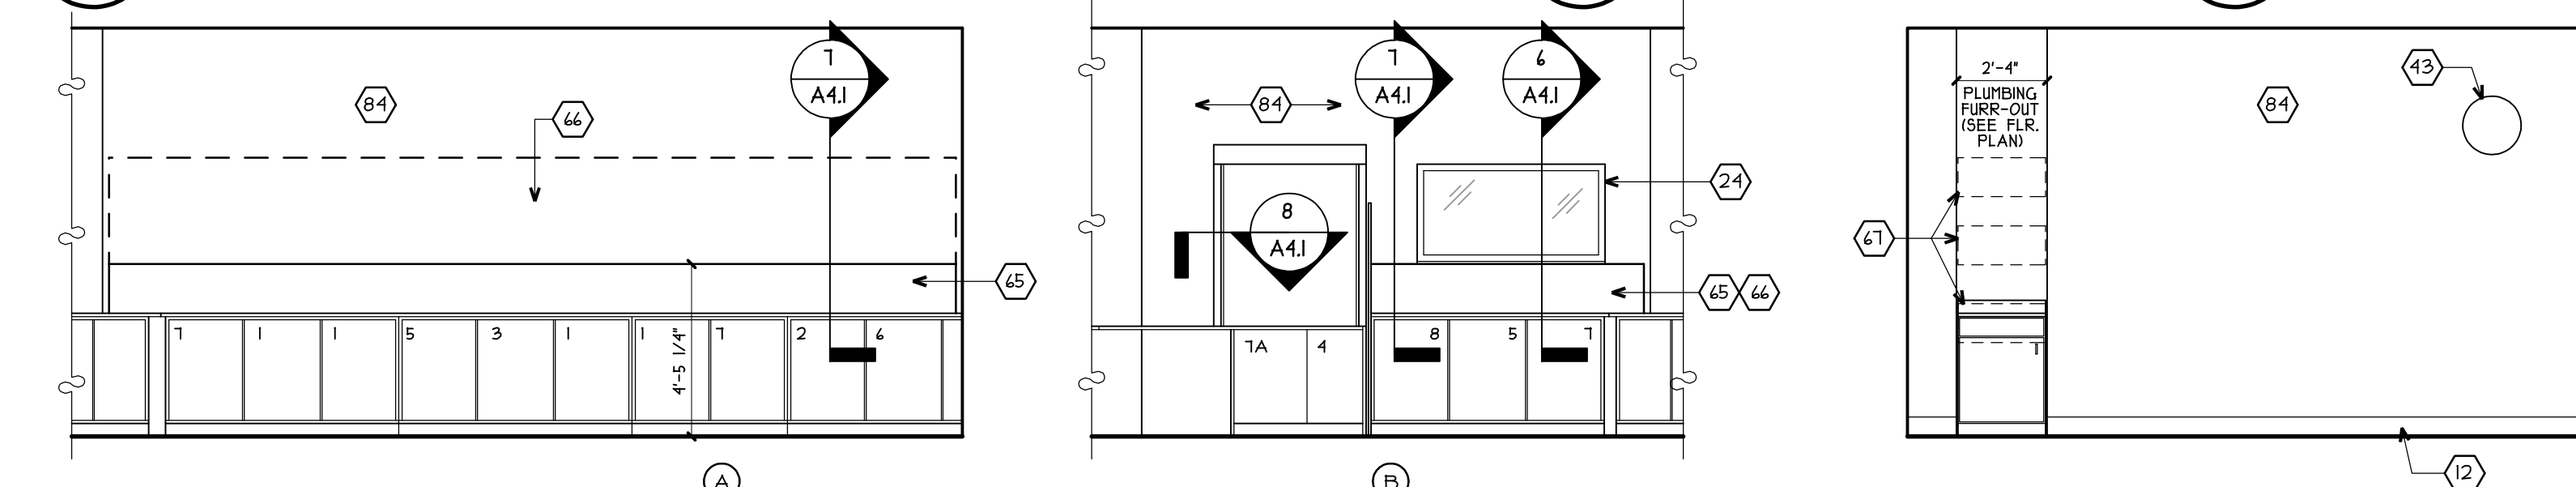 7
A4.1
84
66
65
7 1 1 5 3 1 1 7 2 6
4'-5 1/4"
A
7
A4.1
6
A4.1
84
8
A4.1
24
65 66
7A 4 8 5 7
B
2'-4"
PLUMBING
FURR-OUT
(SEE FLR.
PLAN)
43
84
67
12